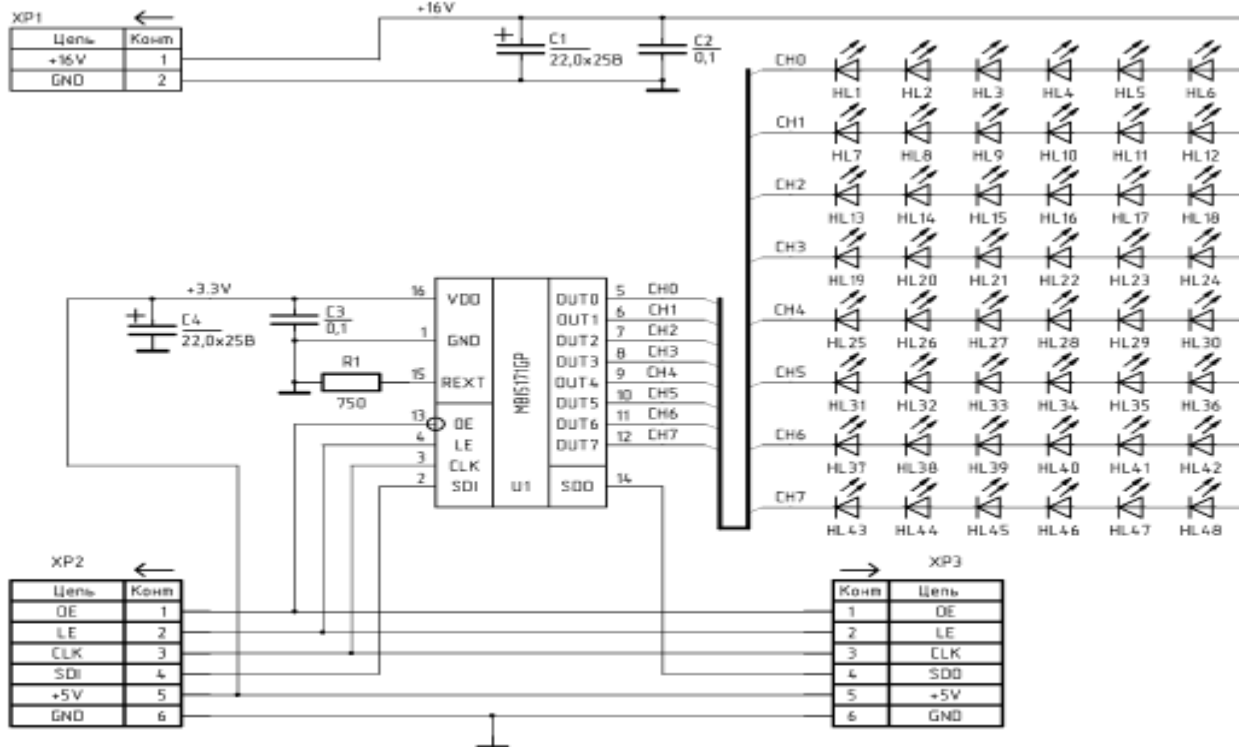 XP1
+16V
Цепь Конт
+16V 1
GND 2
C1
22,0x25В
C2
0,1
CH0
HL1 HL2 HL3 HL4 HL5 HL6
CH1
HL7 HL8 HL9 HL10 HL11 HL12
CH2
HL13 HL14 HL15 HL16 HL17 HL18
CH3
HL19 HL20 HL21 HL22 HL23 HL24
CH4
HL25 HL26 HL27 HL28 HL29 HL30
CH5
HL31 HL32 HL33 HL34 HL35 HL36
CH6
HL37 HL38 HL39 HL40 HL41 HL42
CH7
HL43 HL44 HL45 HL46 HL47 HL48
+3.3V
C4
22,0x25В
C3
0,1
R1
750
16 VDD
1 GND
15 REXT
13 OE
4 LE
3 CLK
2 SDI
MBI5171GP
U1
OUT0 5 CH0
OUT1 6 CH1
OUT2 7 CH2
OUT3 8 CH3
OUT4 9 CH4
OUT5 10 CH5
OUT6 11 CH6
OUT7 12 CH7
SDO 14
XP2
Цепь Конт
OE 1
LE 2
CLK 3
SDI 4
+5V 5
GND 6
XP3
Конт Цепь
1 OE
2 LE
3 CLK
4 SDO
5 +5V
6 GND